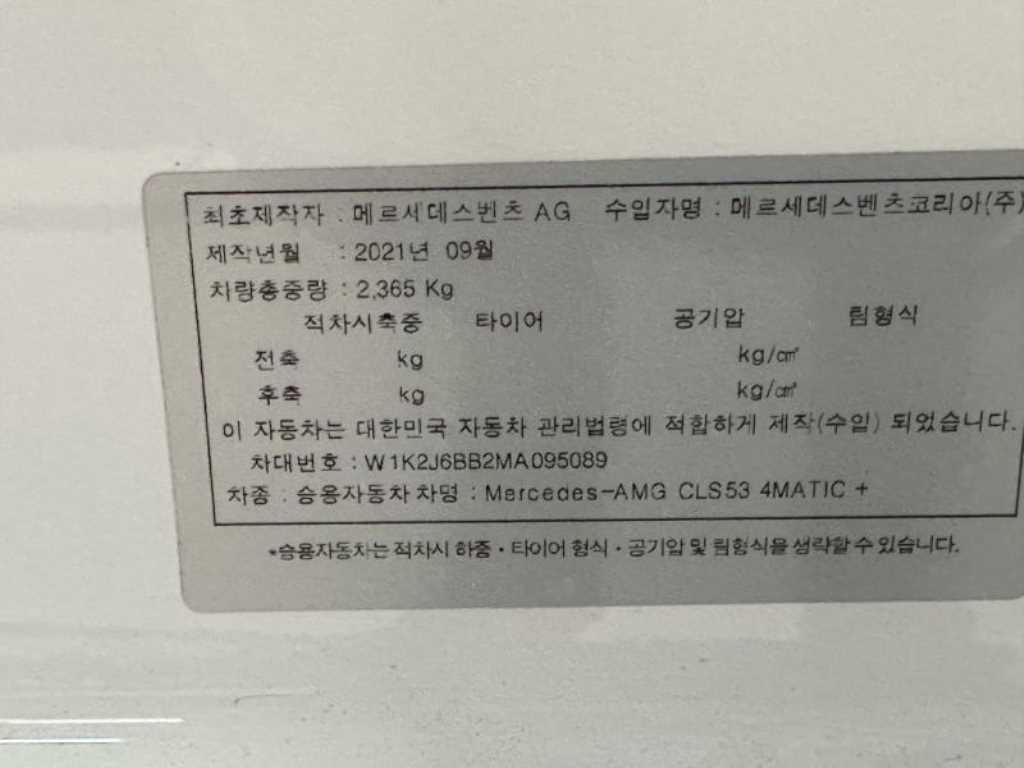 최초제작자 : 메르세데스벤츠 AG 수입자명 : 메르세데스벤츠코리아(주)
제작년월 : 2021년 09월
차량총중량 : 2,365 Kg
적차시축중 타이어 공기압 림형식
전축 kg kg/㎠
후축 kg kg/㎠
이 자동차는 대한민국 자동차 관리법령에 적합하게 제작(수입) 되었습니다.
차대번호 : W1K2J6BB2MA095089
차종 : 승용자동차 차명 : Mercedes-AMG CLS53 4MATIC +
*승용자동차는 적차시 하중 · 타이어 형식 · 공기압 및 림형식을 생략할 수 있습니다.